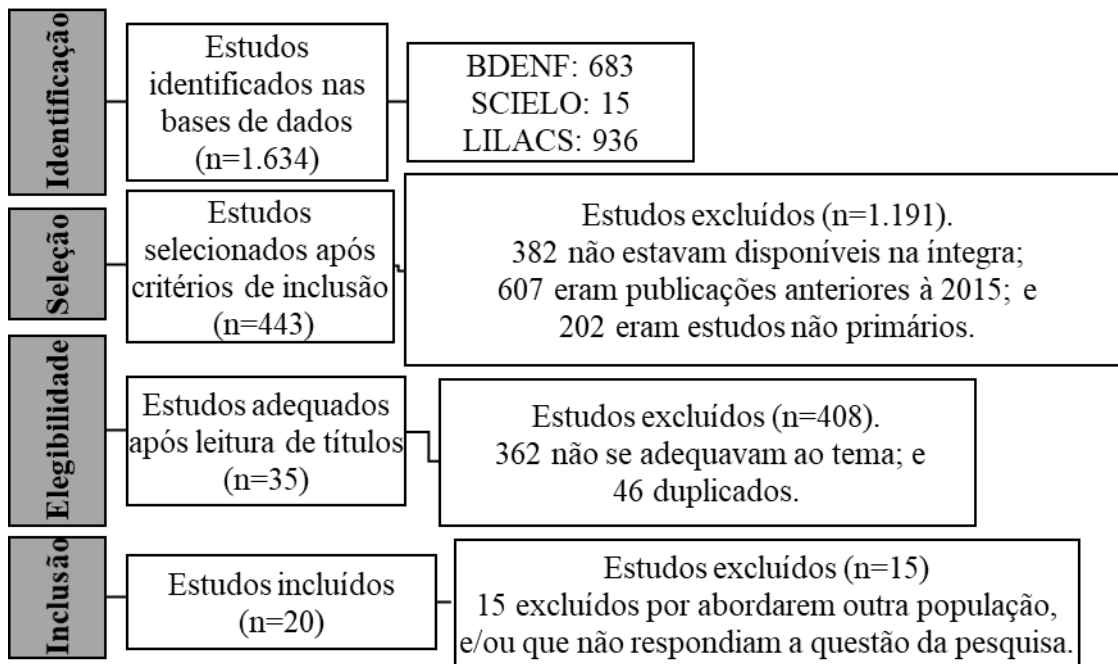 Identificação
Estudos
identificados nas
bases de dados
(n=1.634)
BDENF: 683
SCIELO: 15
LILACS: 936
Seleção
Estudos
selecionados após
critérios de inclusão
(n=443)
Estudos excluídos (n=1.191).
382 não estavam disponíveis na íntegra;
607 eram publicações anteriores à 2015; e
202 eram estudos não primários.
Elegibilidade
Estudos adequados
após leitura de títulos
(n=35)
Estudos excluídos (n=408).
362 não se adequavam ao tema; e
46 duplicados.
Inclusão
Estudos incluídos
(n=20)
Estudos excluídos (n=15)
15 excluídos por abordarem outra população,
e/ou que não respondiam a questão da pesquisa.